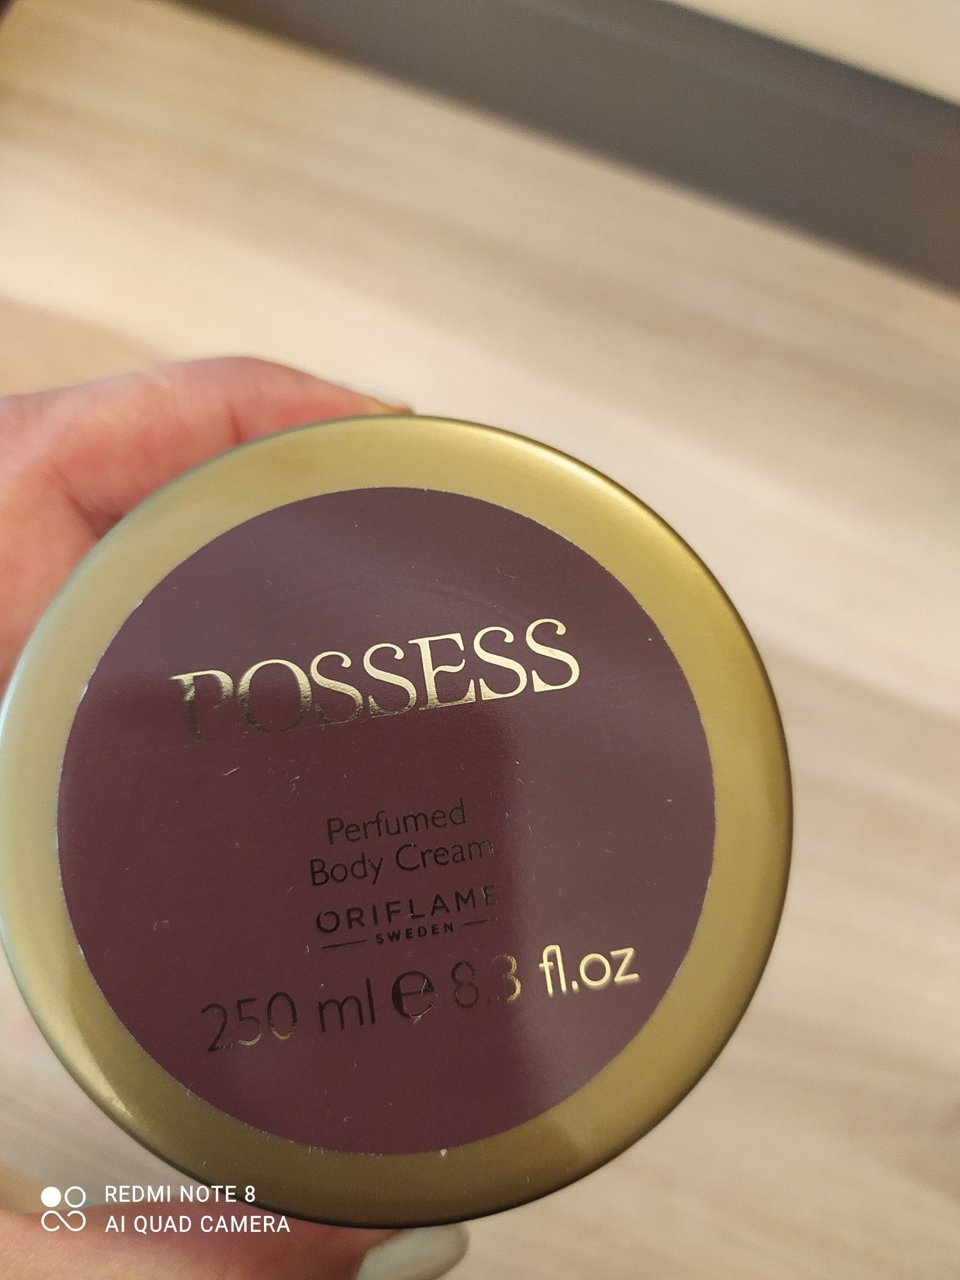 POSSESS
Perfumed
Body Cream
ORIFLAME
SWEDEN
250 ml ℮ 8.3 fl.oz
REDMI NOTE 8
AI QUAD CAMERA